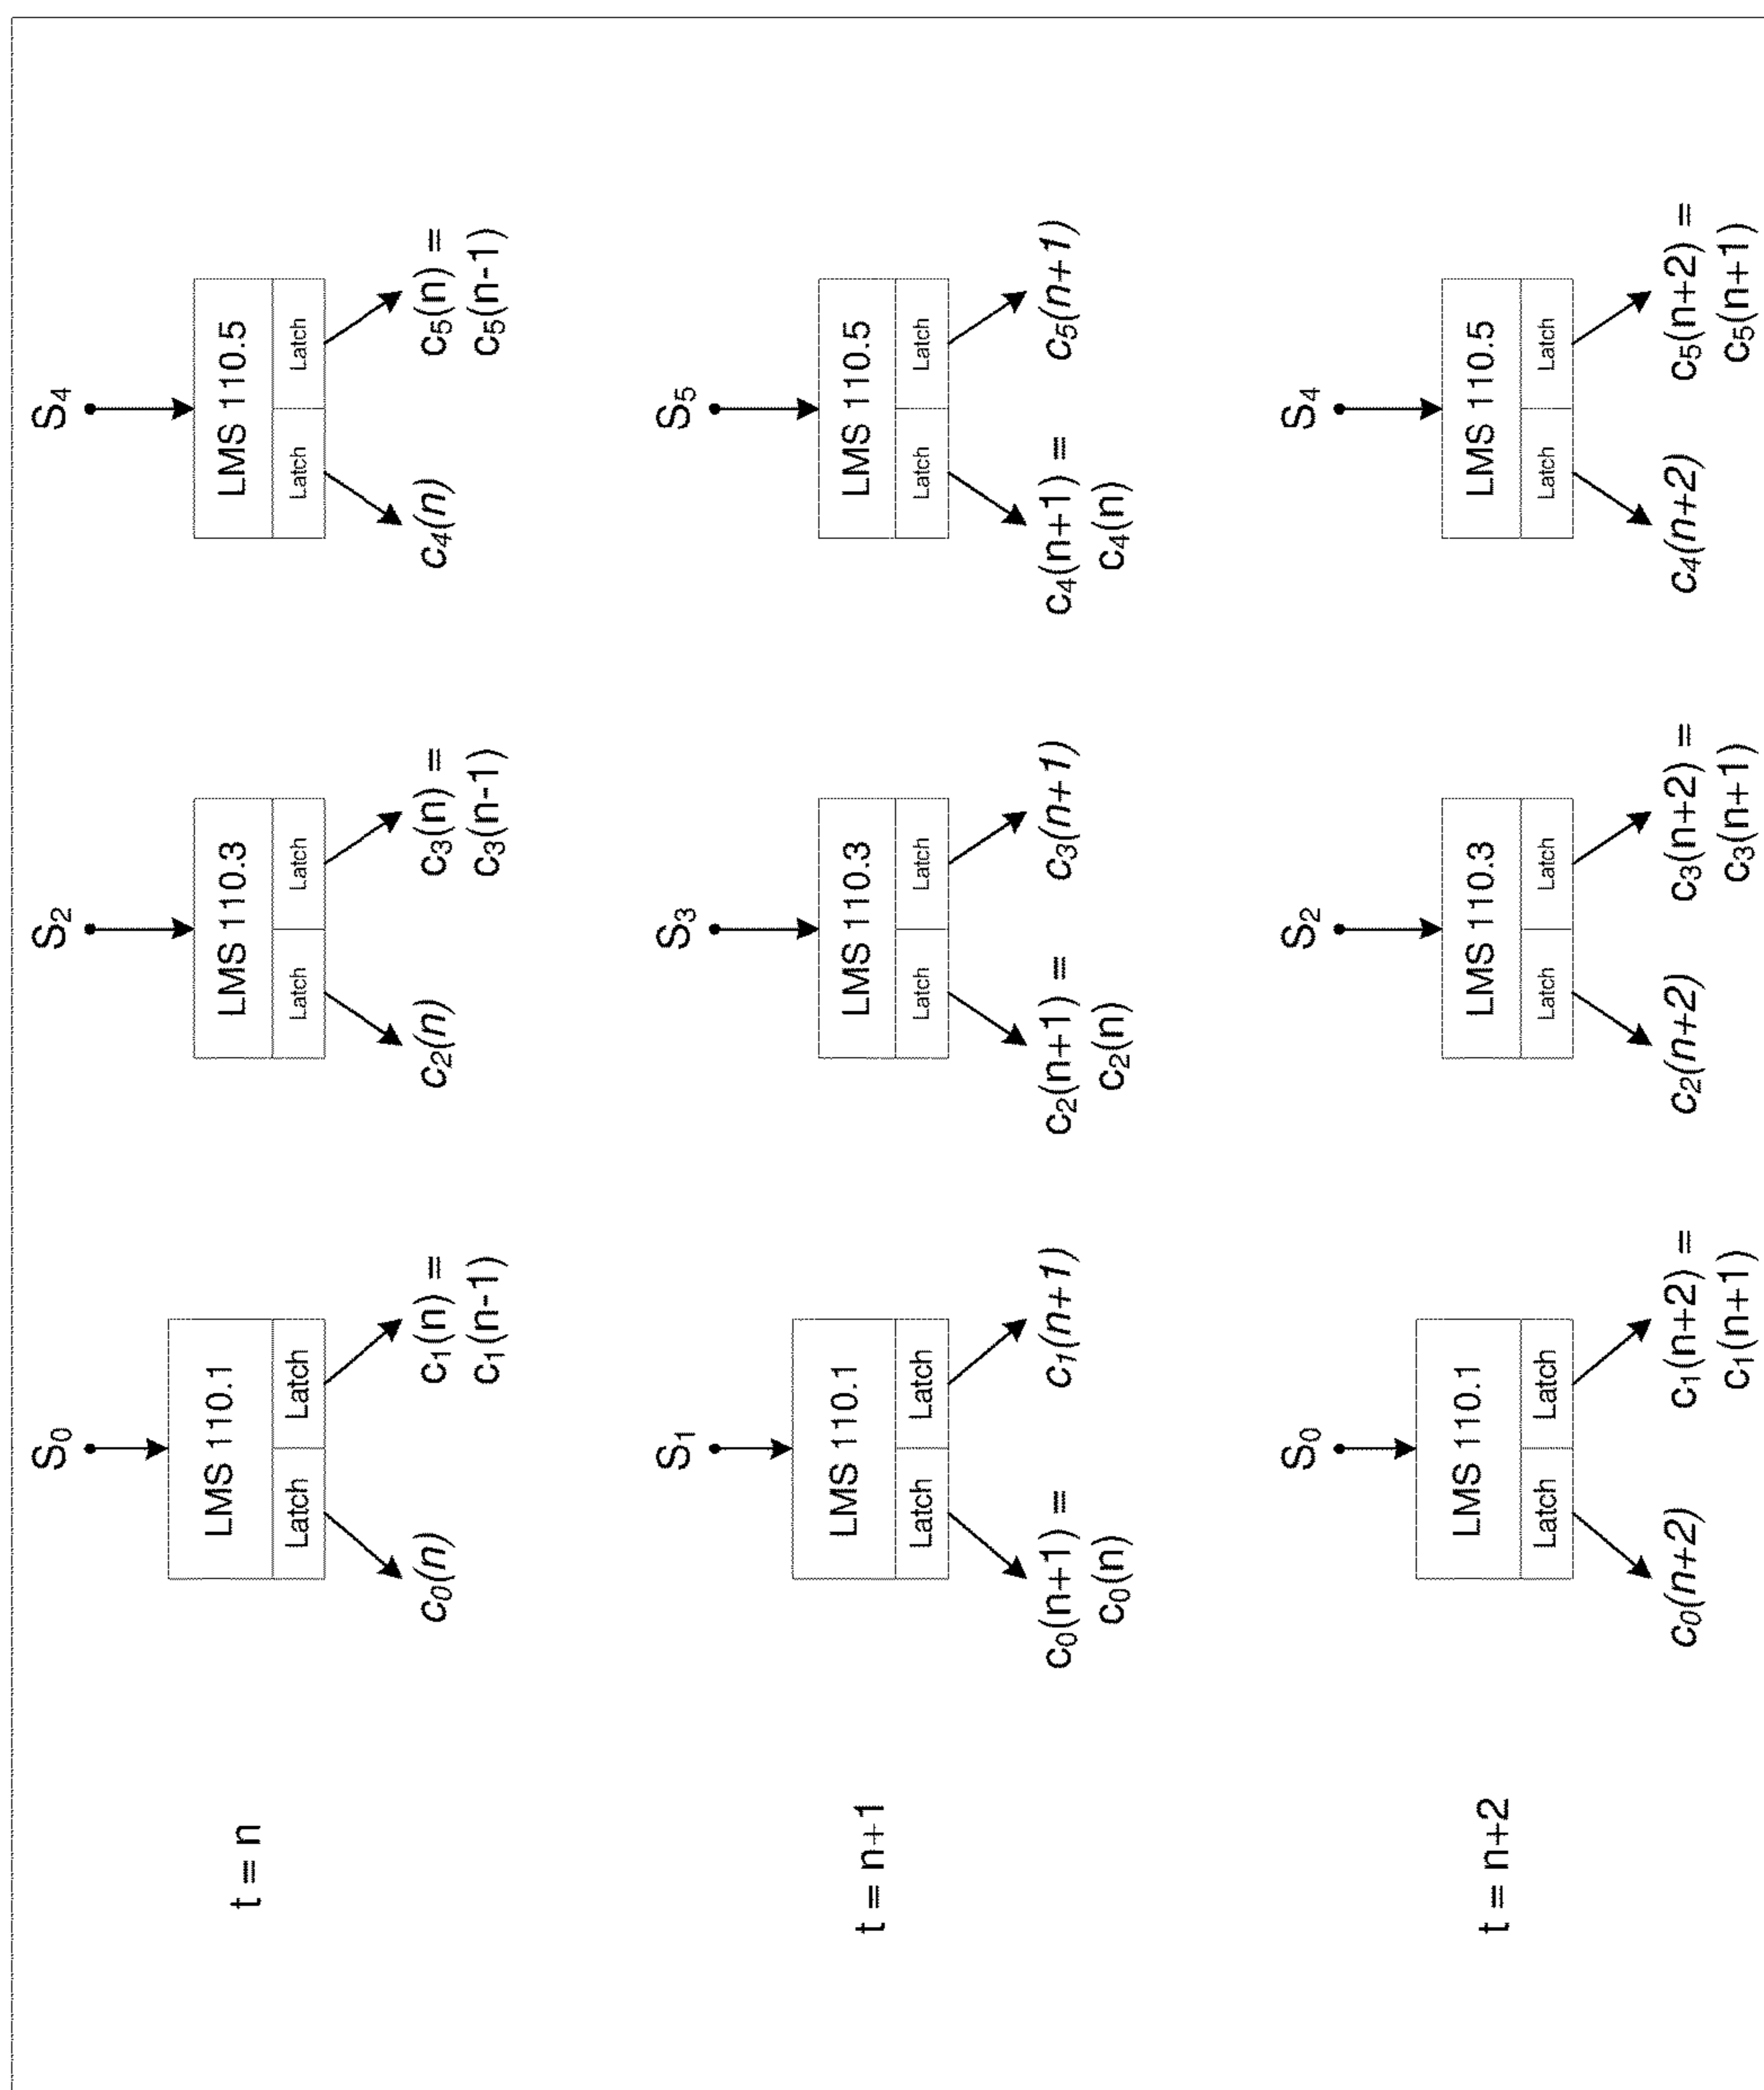 S0
S2
S4
t = n
LMS 110.1
Latch
Latch
LMS 110.3
Latch
Latch
LMS 110.5
Latch
Latch
c0(n)
c1(n) =
c1(n-1)
c2(n)
c3(n) =
c3(n-1)
c4(n)
c5(n) =
c5(n-1)
S1
S3
S5
t = n+1
LMS 110.1
Latch
Latch
LMS 110.3
Latch
Latch
LMS 110.5
Latch
Latch
c0(n+1) =
c0(n)
c1(n+1)
c2(n+1) =
c2(n)
c3(n+1)
c4(n+1) =
c4(n)
c5(n+1)
S0
S2
S4
t = n+2
LMS 110.1
Latch
Latch
LMS 110.3
Latch
Latch
LMS 110.5
Latch
Latch
c0(n+2)
c1(n+2) =
c1(n+1)
c2(n+2)
c3(n+2) =
c3(n+1)
c4(n+2)
c5(n+2) =
c5(n+1)